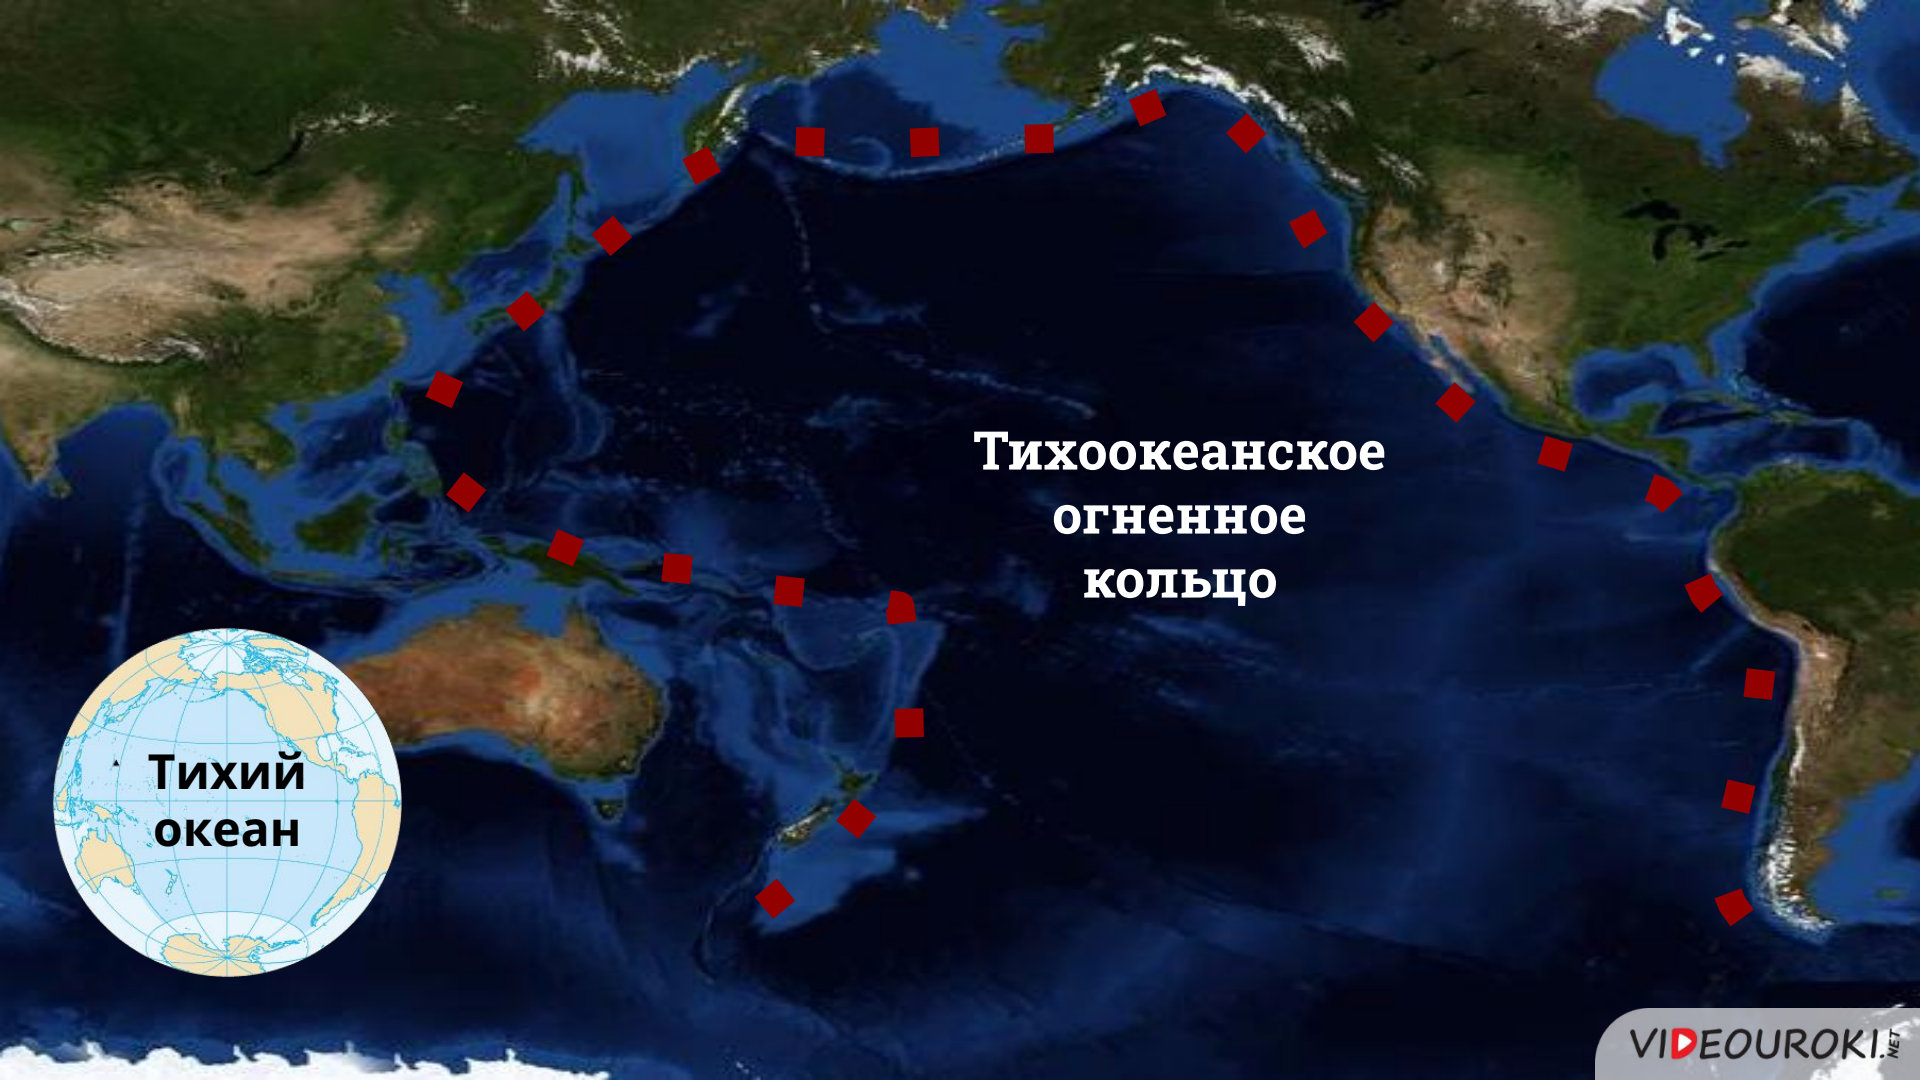 Тихоокеанское
огненное
кольцо
Тихий
океан
VIDEOUROKI.NET